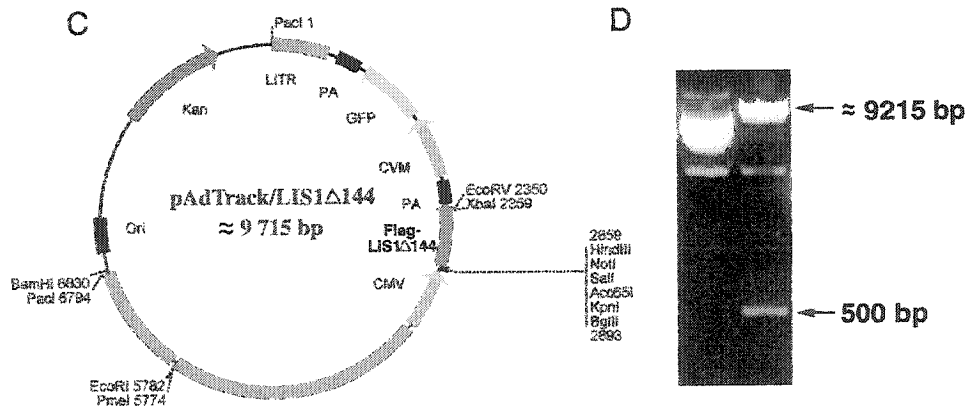 C
PacI 1
LITR
PA
GFP
Kan
CVM
pAdTrack/LIS1Δ144
≈ 9 715 bp
EcoRV 2350
XbaI 2359
PA
Flag-
LIS1Δ144
Ori
CMV
2659
HindIII
NotI
SalI
Acc65I
KpnI
BglII
2693
BamHI 6830
PacI 6794
EcoRI 5782
PmeI 5774
D
≈ 9215 bp
500 bp